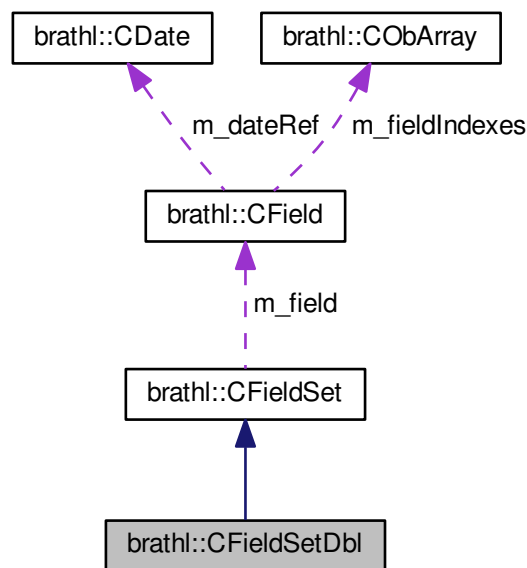 brathl::CDate
brathl::CObArray
m_dateRef
m_fieldIndexes
brathl::CField
m_field
brathl::CFieldSet
brathl::CFieldSetDbl